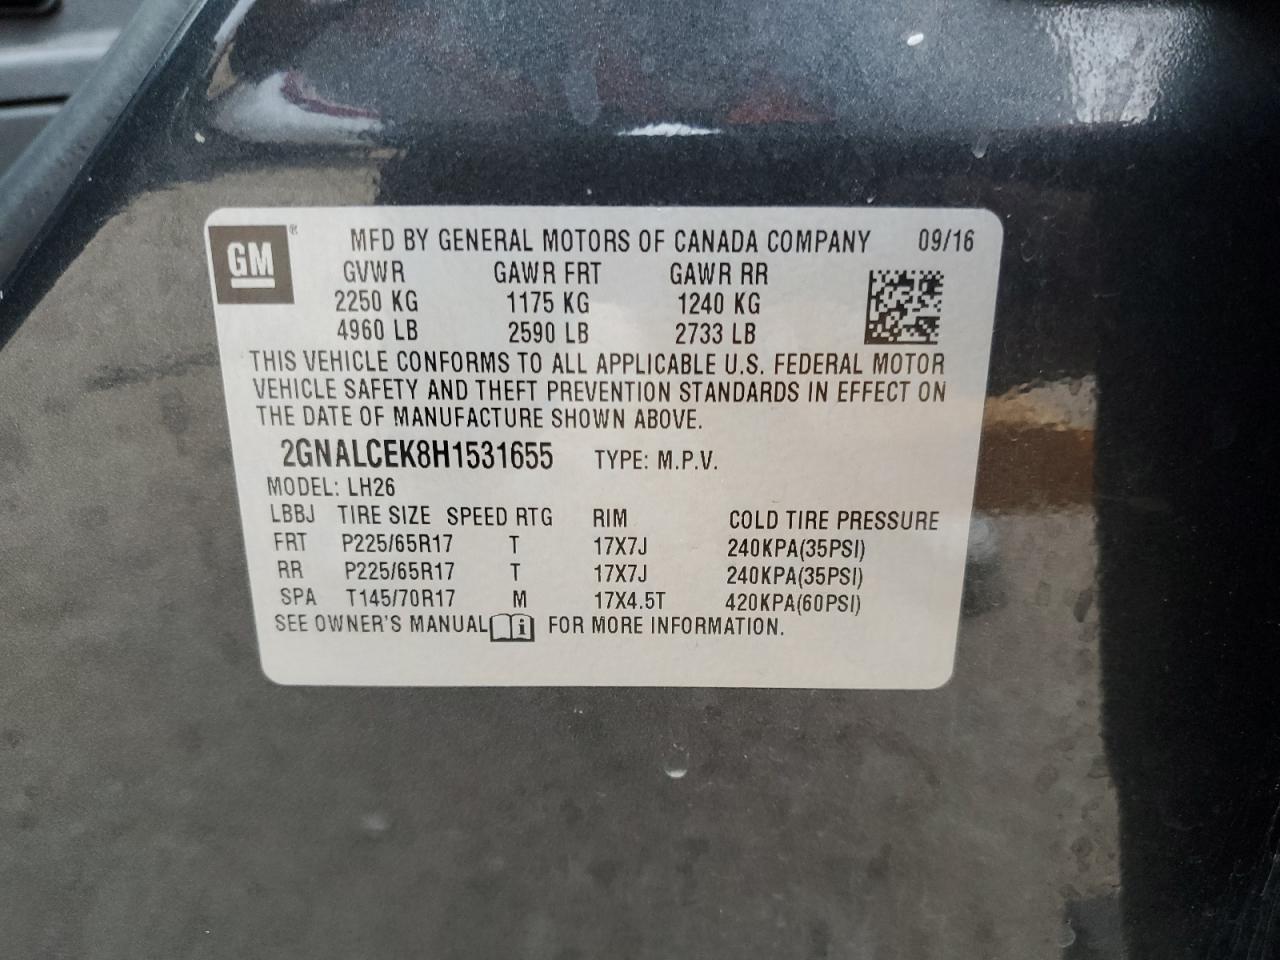 GM ® MFD BY GENERAL MOTORS OF CANADA COMPANY 09/16
GVWR GAWR FRT GAWR RR
2250 KG 1175 KG 1240 KG
4960 LB 2590 LB 2733 LB
THIS VEHICLE CONFORMS TO ALL APPLICABLE U.S. FEDERAL MOTOR
VEHICLE SAFETY AND THEFT PREVENTION STANDARDS IN EFFECT ON
THE DATE OF MANUFACTURE SHOWN ABOVE.
2GNALCEK8H1531655 TYPE: M.P.V.
MODEL: LH26
LBBJ TIRE SIZE SPEED RTG RIM COLD TIRE PRESSURE
FRT P225/65R17 T 17X7J 240KPA(35PSI)
RR P225/65R17 T 17X7J 240KPA(35PSI)
SPA T145/70R17 M 17X4.5T 420KPA(60PSI)
SEE OWNER'S MANUAL i FOR MORE INFORMATION.